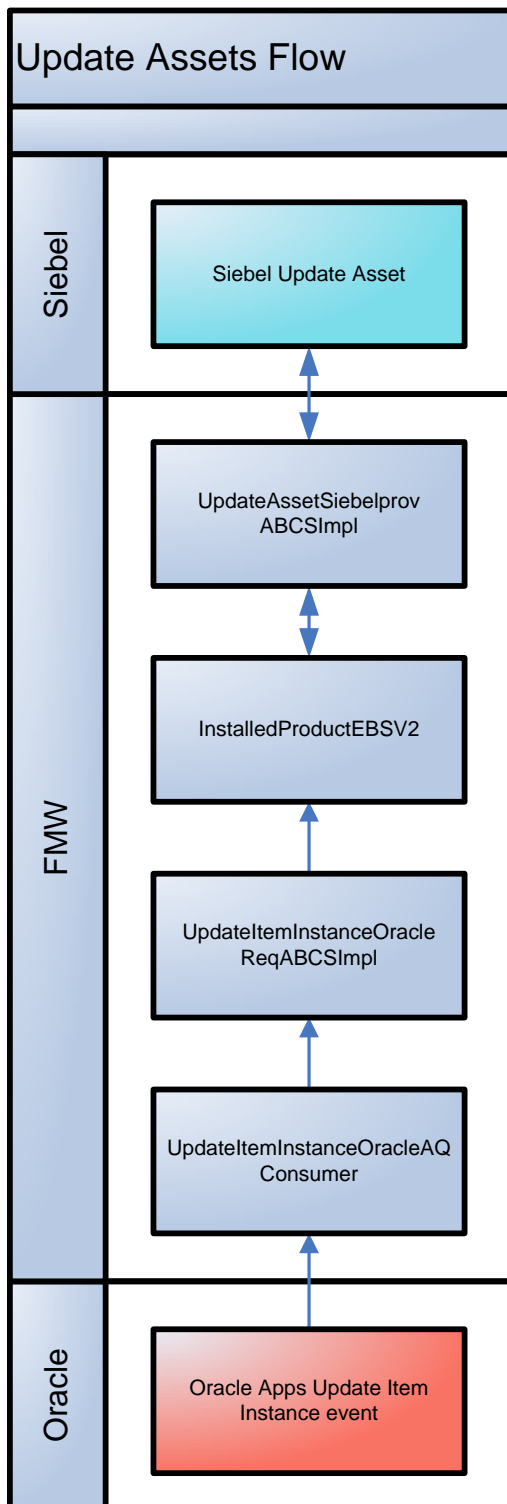 Update Assets Flow
Siebel
Siebel Update Asset
FMW
UpdateAssetSiebelprov
ABCSImpl
InstalledProductEBSV2
UpdateItemInstanceOracle
ReqABCSImpl
UpdateItemInstanceOracleAQ
Consumer
Oracle
Oracle Apps Update Item
Instance event